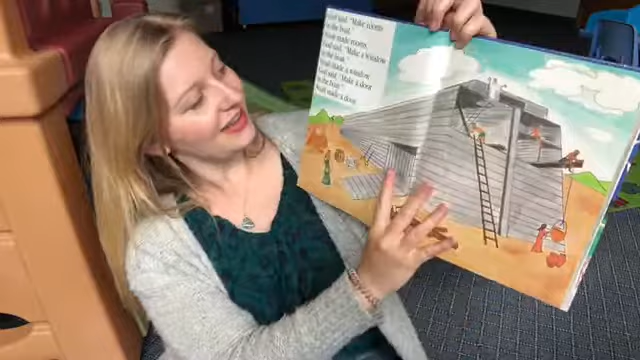 God said, "Make rooms
in the boat."
Noah made rooms.
God said, "Make a window
in the boat."
Noah made a window.
God said, "Make a door
in the boat."
Noah made a door.